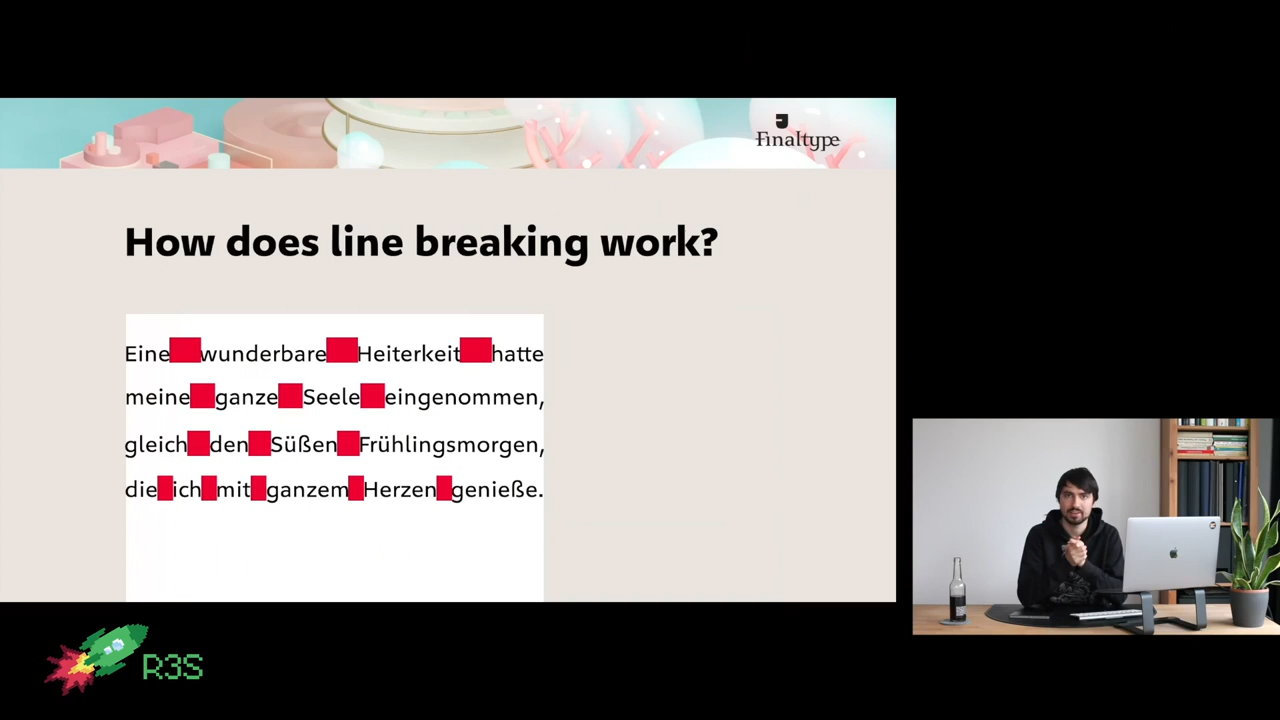 Finaltype
How does line breaking work?
Eine wunderbare Heiterkeit hatte
meine ganze Seele eingenommen,
gleich den Süßen Frühlingsmorgen,
die ich mit ganzem Herzen genieße.
R3S